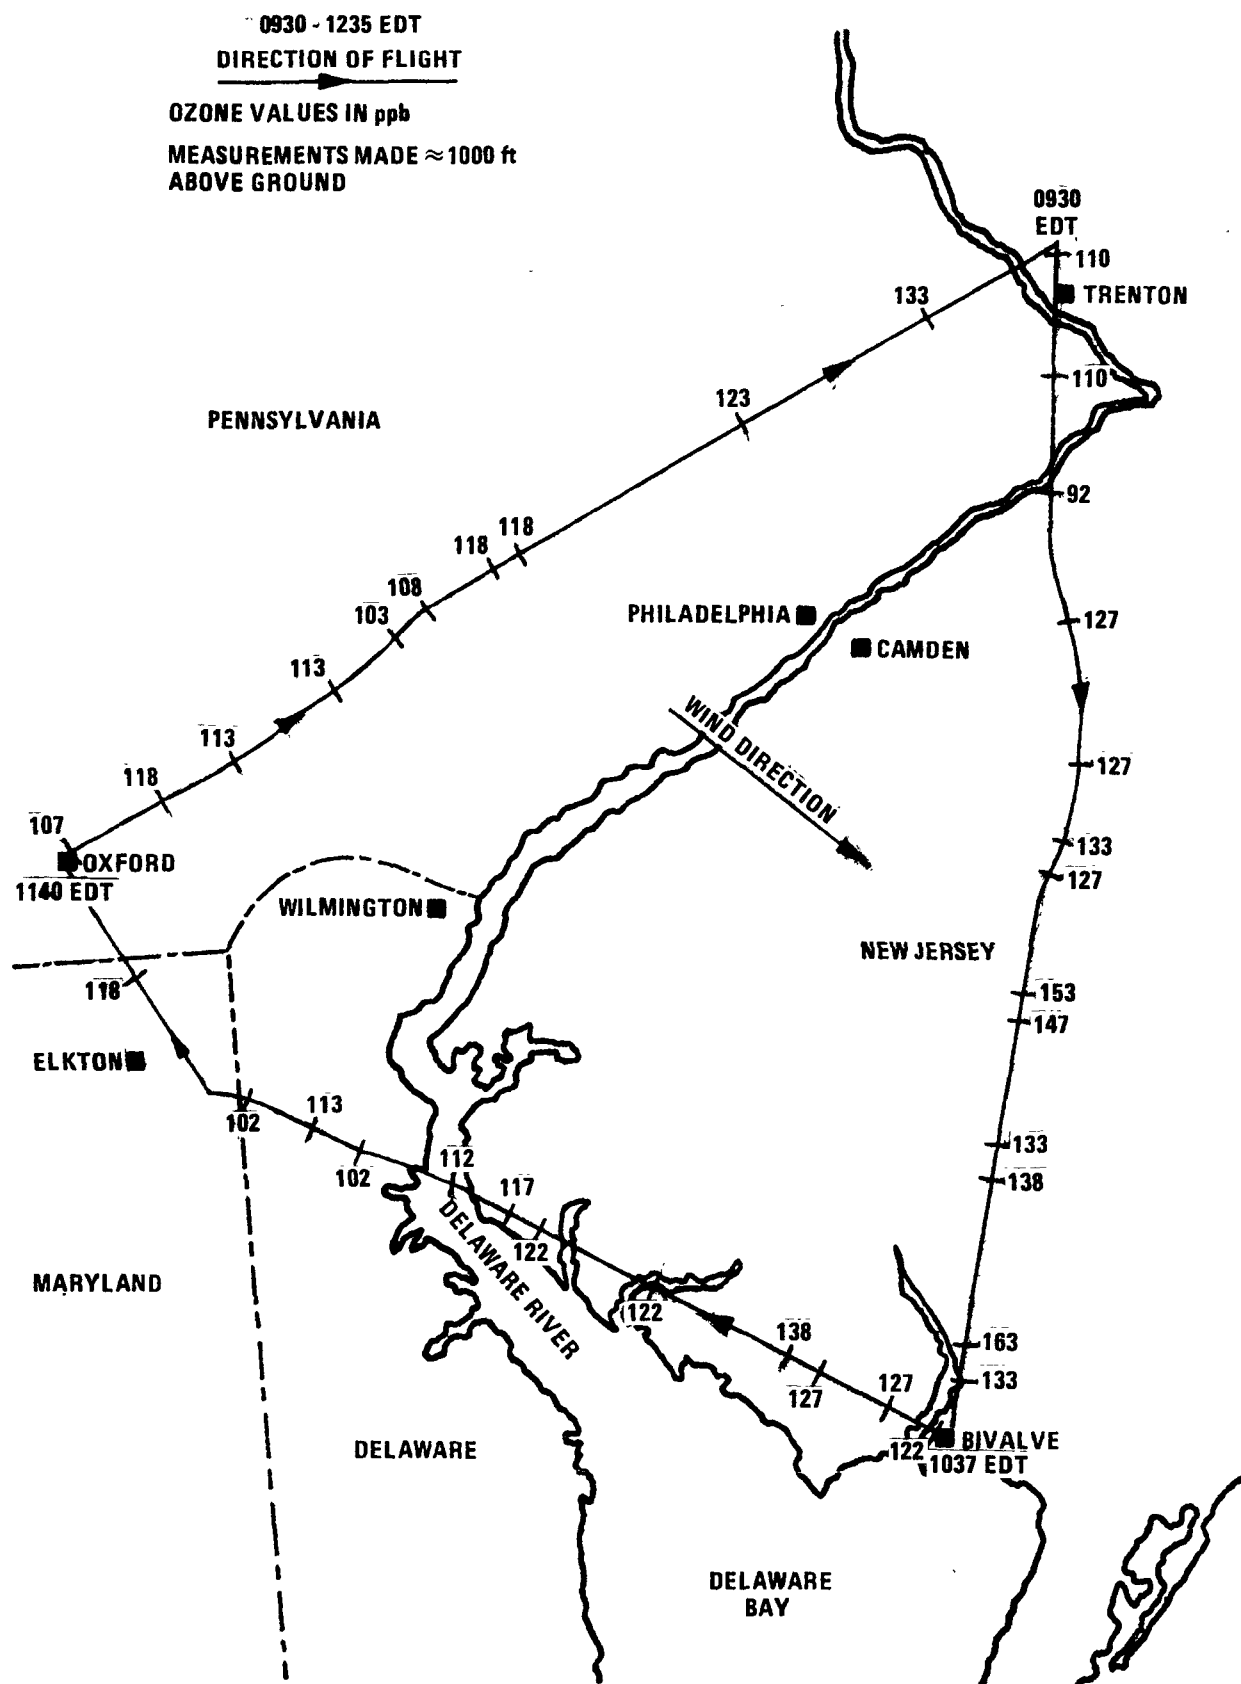 0930 - 1235 EDT
DIRECTION OF FLIGHT
OZONE VALUES IN ppb
MEASUREMENTS MADE ≈ 1000 ft
ABOVE GROUND
0930
EDT
110
TRENTON
133
110
123
PENNSYLVANIA
92
118
118
108
103
PHILADELPHIA
127
CAMDEN
113
WIND DIRECTION
113
127
118
107
133
OXFORD
127
1140 EDT
WILMINGTON
NEW JERSEY
118
153
147
ELKTON
102
113
102
112
133
138
117
122
DELAWARE RIVER
MARYLAND
122
138
163
127
133
127
122
BIVALVE
1037 EDT
DELAWARE
DELAWARE
BAY